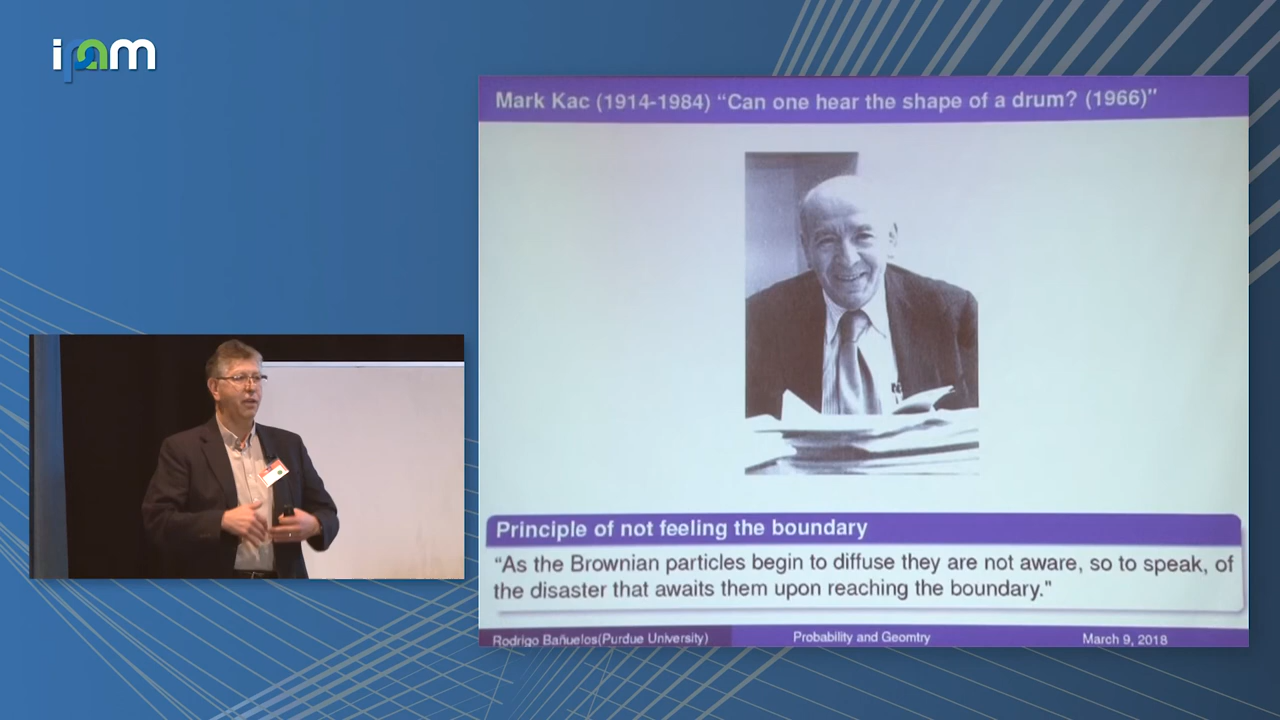 ipam
Mark Kac (1914-1984) “Can one hear the shape of a drum? (1966)”
Principle of not feeling the boundary
“As the Brownian particles begin to diffuse they are not aware, so to speak, of
the disaster that awaits them upon reaching the boundary."
Rodrigo Bañuelos(Purdue University)
Probability and Geomtry
March 9, 2018